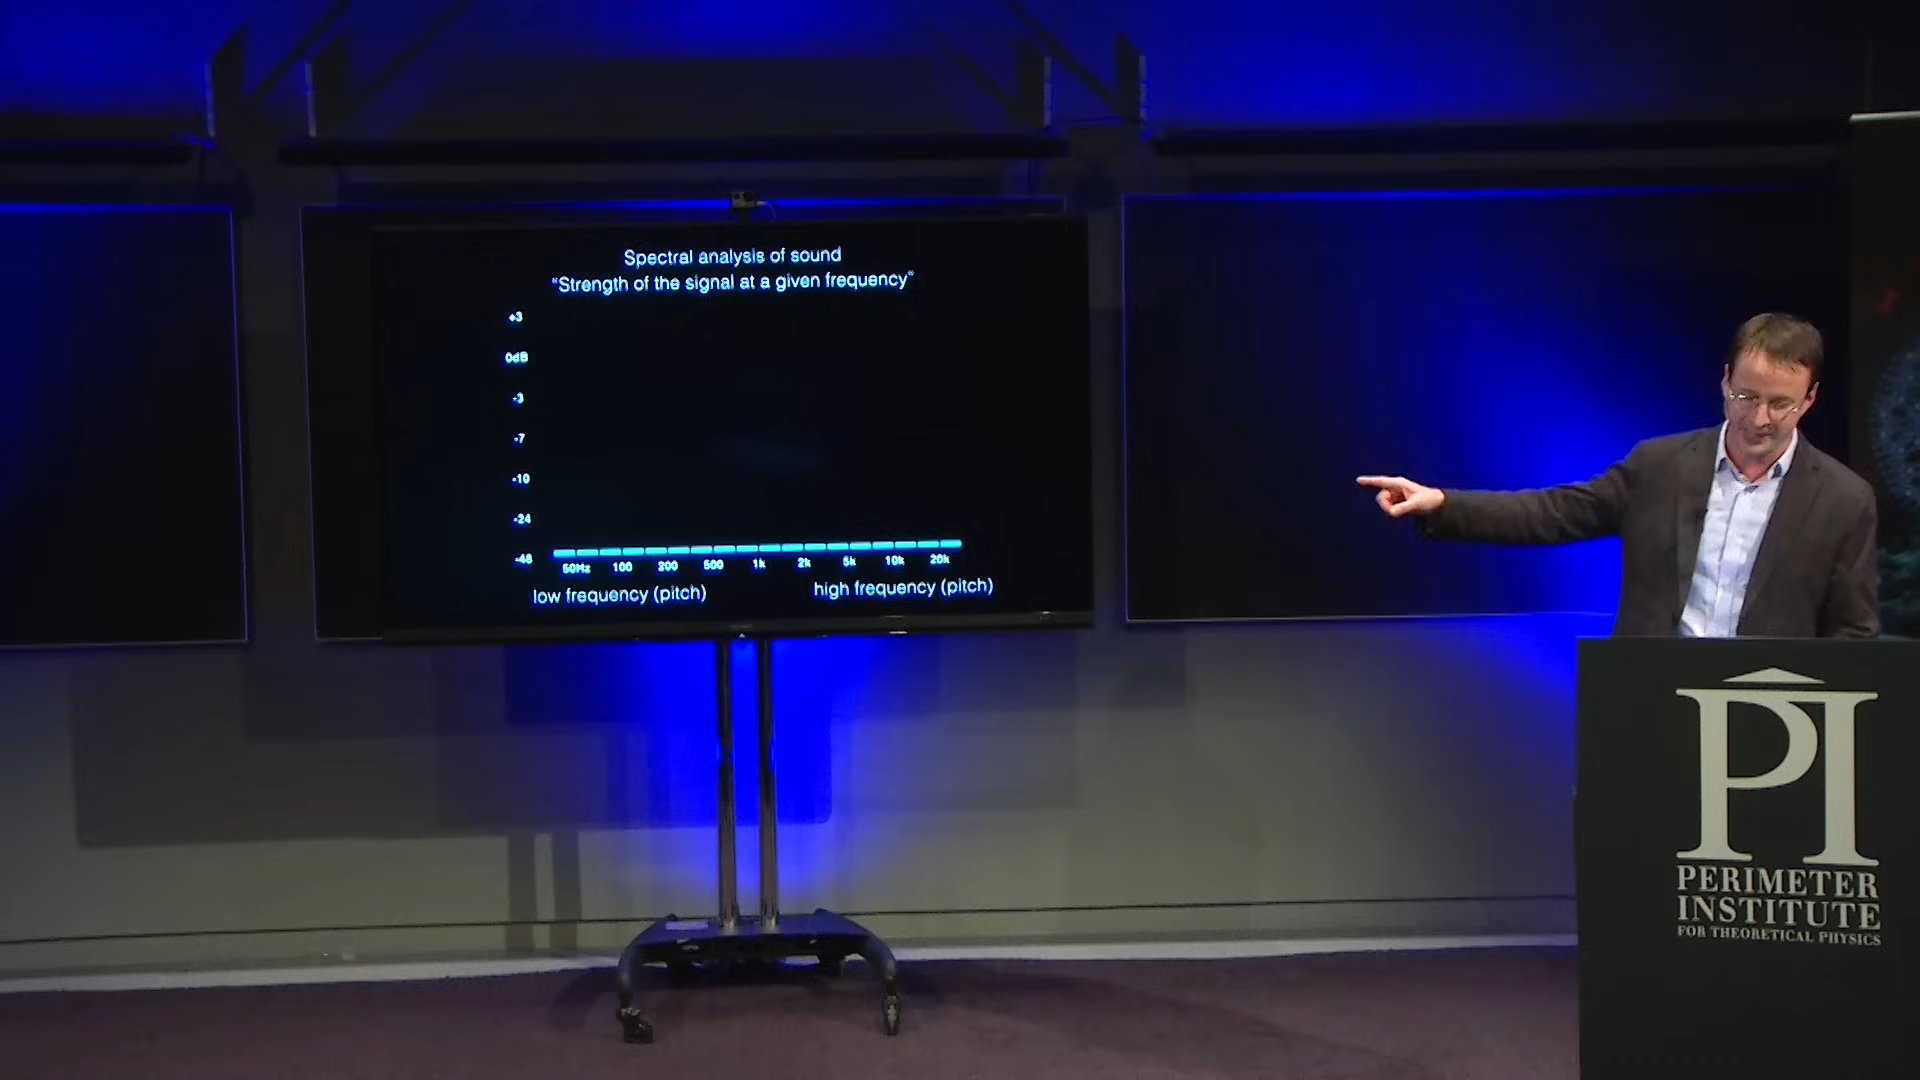 Spectral analysis of sound
"Strength of the signal at a given frequency"
+3
0dB
-3
-7
-10
-24
-48
50Hz 100 200 500 1k 2k 5k 10k 20k
low frequency (pitch) high frequency (pitch)
PI
PERIMETER
INSTITUTE
FOR THEORETICAL PHYSICS